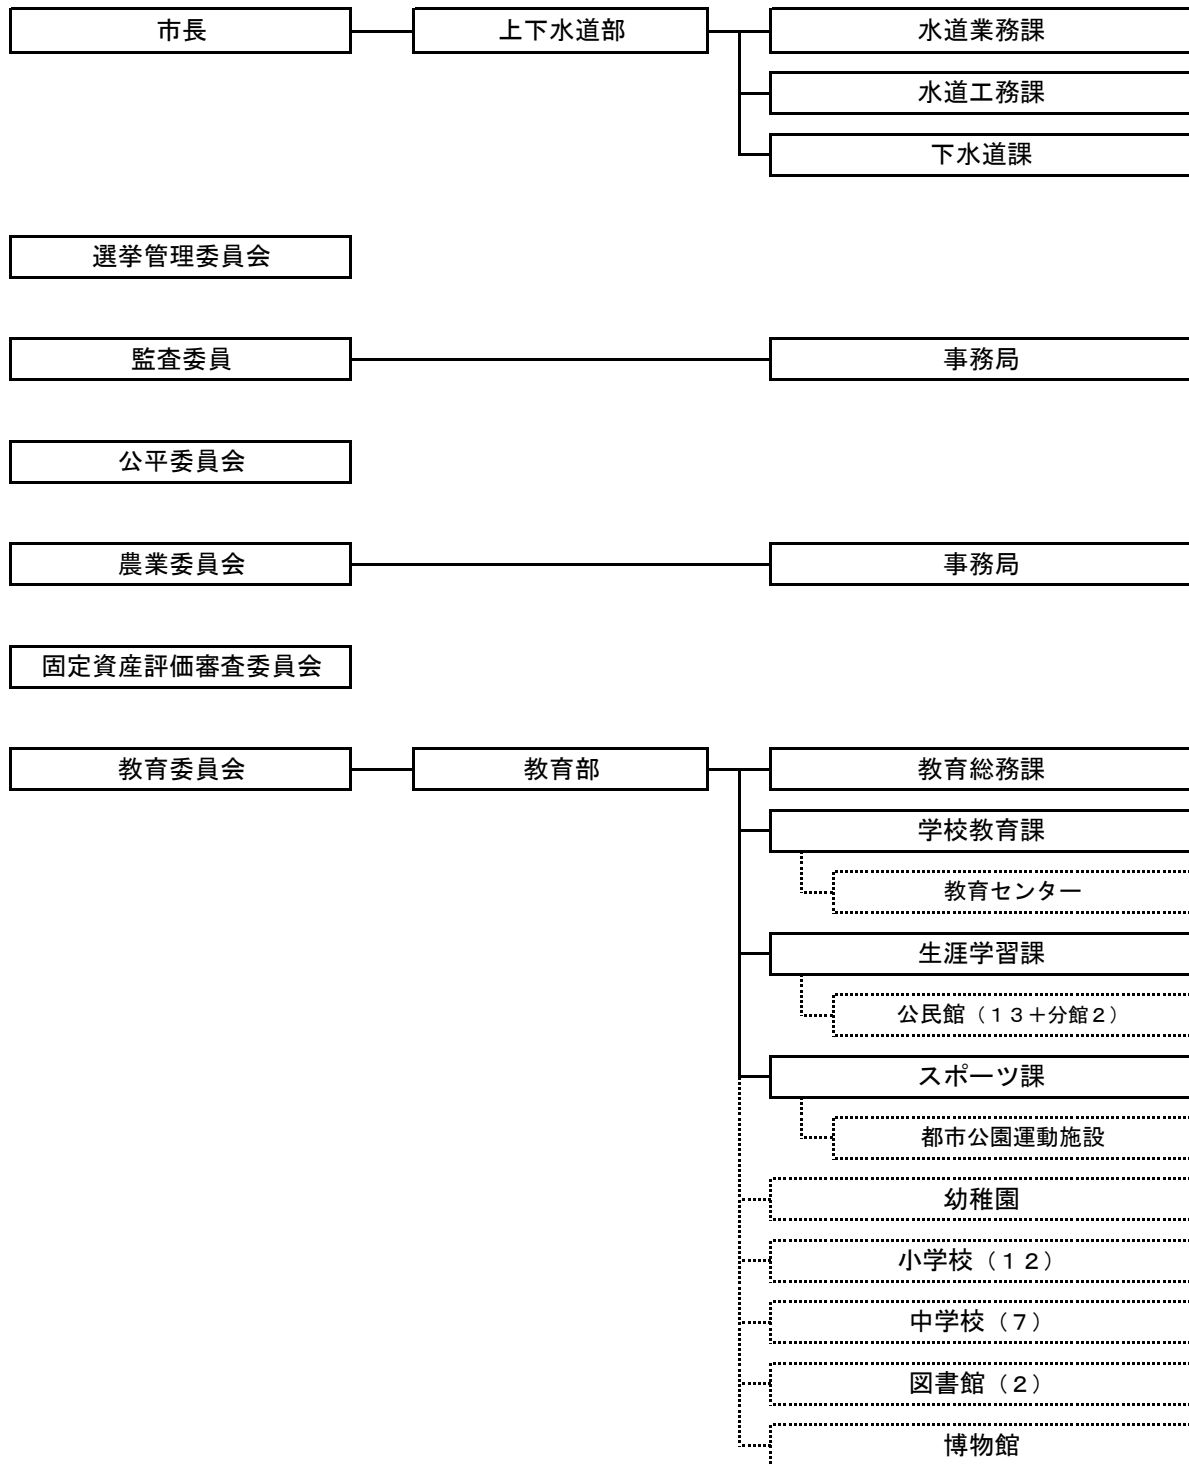 市長
上下水道部
水道業務課
水道工務課
下水道課
選挙管理委員会
監査委員
事務局
公平委員会
農業委員会
事務局
固定資産評価審査委員会
教育委員会
教育部
教育総務課
学校教育課
教育センター
生涯学習課
公民館（１３＋分館２）
スポーツ課
都市公園運動施設
幼稚園
小学校（１２）
中学校（７）
図書館（２）
博物館